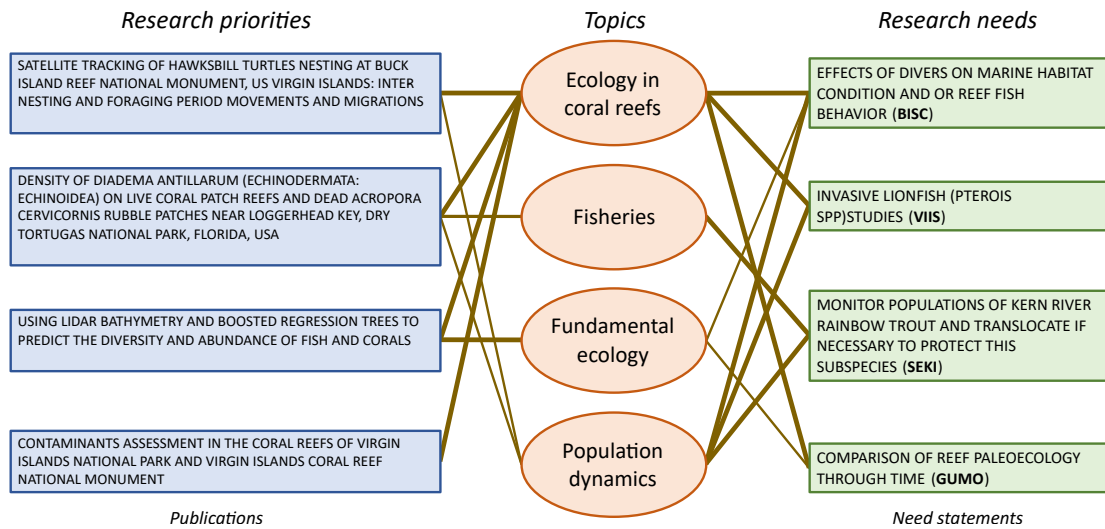 Research priorities
Topics
Research needs
SATELLITE TRACKING OF HAWKSBILL TURTLES NESTING AT BUCK
ISLAND REEF NATIONAL MONUMENT, US VIRGIN ISLANDS: INTER
NESTING AND FORAGING PERIOD MOVEMENTS AND MIGRATIONS
DENSITY OF DIADEMA ANTILLARUM (ECHINODERMATA:
ECHINOIDEA) ON LIVE CORAL PATCH REEFS AND DEAD ACROPORA
CERVICORNIS RUBBLE PATCHES NEAR LOGGERHEAD KEY, DRY
TORTUGAS NATIONAL PARK, FLORIDA, USA
USING LIDAR BATHYMETRY AND BOOSTED REGRESSION TREES TO
PREDICT THE DIVERSITY AND ABUNDANCE OF FISH AND CORALS
CONTAMINANTS ASSESSMENT IN THE CORAL REEFS OF VIRGIN
ISLANDS NATIONAL PARK AND VIRGIN ISLANDS CORAL REEF
NATIONAL MONUMENT
Publications
Ecology in
coral reefs
Fisheries
Fundamental
ecology
Population
dynamics
EFFECTS OF DIVERS ON MARINE HABITAT
CONDITION AND OR REEF FISH
BEHAVIOR (BISC)
INVASIVE LIONFISH (PTEROIS
SPP)STUDIES (VIIS)
MONITOR POPULATIONS OF KERN RIVER
RAINBOW TROUT AND TRANSLOCATE IF
NECESSARY TO PROTECT THIS
SUBSPECIES (SEKI)
COMPARISON OF REEF PALEOECOLOGY
THROUGH TIME (GUMO)
Need statements